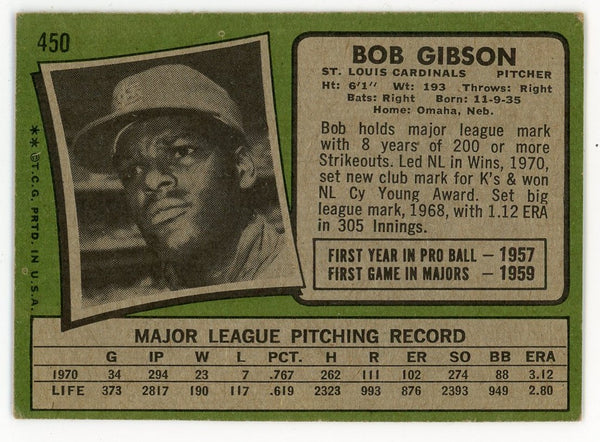 450
BOB GIBSON
ST. LOUIS CARDINALS PITCHER
Ht: 6'1" Wt: 193 Throws: Right
Bats: Right Born: 11-9-35
Home: Omaha, Neb.
Bob holds major league mark
with 8 years of 200 or more
Strikeouts. Led NL in Wins, 1970,
set new club mark for K's & won
NL Cy Young Award. Set big
league mark, 1968, with 1.12 ERA
in 305 Innings.
FIRST YEAR IN PRO BALL — 1957
FIRST GAME IN MAJORS — 1959
**©T.C.G. PRTD. IN U.S.A.
MAJOR LEAGUE PITCHING RECORD
G IP W L PCT. H R ER SO BB ERA
1970 34 294 23 7 .767 262 111 102 274 88 3.12
LIFE 373 2817 190 117 .619 2323 993 876 2394 949 2.80